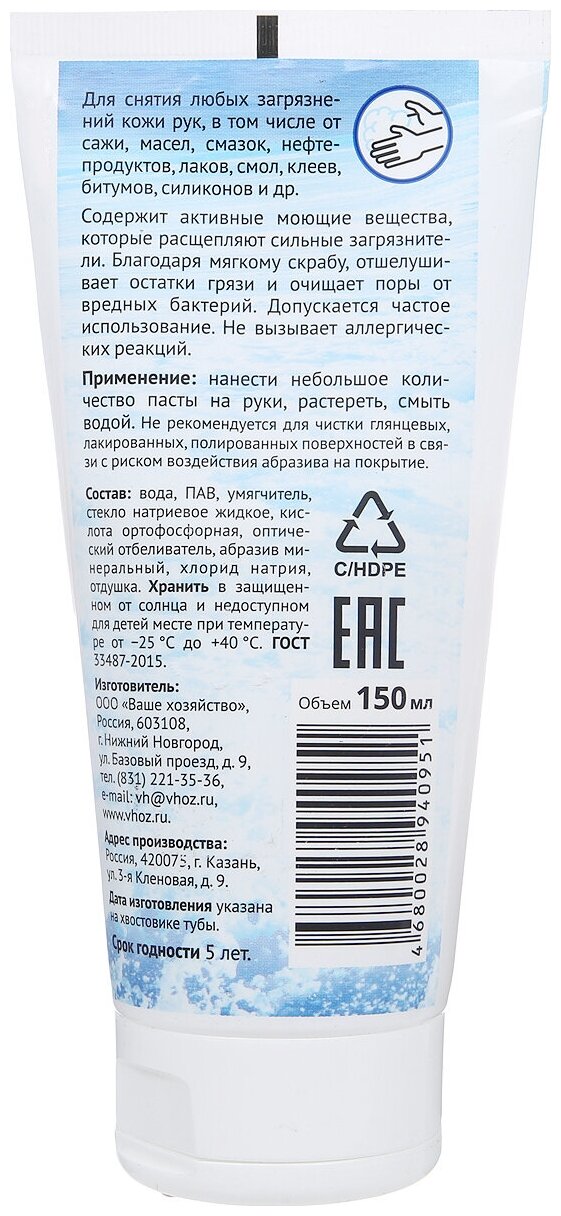 Для снятия любых загрязне-
ний кожи рук, в том числе от
сажи, масел, смазок, нефте-
продуктов, лаков, смол, клеев,
битумов, силиконов и др.
Содержит активные моющие вещества,
которые расщепляют сильные загрязните-
ли. Благодаря мягкому скрабу, отшелуши-
вает остатки грязи и очищает поры от
вредных бактерий. Допускается частое
использование. Не вызывает аллергичес-
ких реакций.
Применение: нанести небольшое коли-
чество пасты на руки, растереть, смыть
водой. Не рекомендуется для чистки глянцевых,
лакированных, полированных поверхностей в свя-
зи с риском воздействия абразива на покрытие.
Состав: вода, ПАВ, умягчитель,
стекло натриевое жидкое, кис-
лота ортофосфорная, оптиче-
ский отбеливатель, абразив ми-
неральный, хлорид натрия,
отдушка. Хранить в защищен-
ном от солнца и недоступном
для детей месте при температу-
ре от −25 °C до +40 °C. ГОСТ
33487-2015.
C/HDPE
EAC
Изготовитель:
ООО «Ваше хозяйство»,
Россия, 603108,
г. Нижний Новгород,
ул. Базовый проезд, д. 9,
тел. (831) 221-35-36,
e-mail: vh@vhoz.ru,
www.vhoz.ru.
Адрес производства:
Россия, 420075, г. Казань,
ул. 3-я Кленовая, д. 9.
Дата изготовления указана
на хвостовике тубы.
Срок годности 5 лет.
Объем 150 мл
4 680028 940951